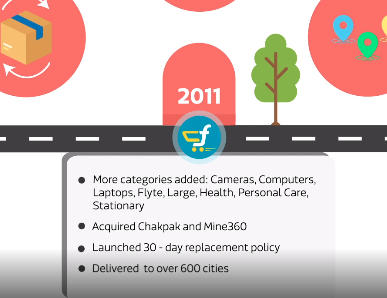 2011
More categories added: Cameras, Computers,
Laptops, Flyte, Large, Health, Personal Care,
Stationary
Acquired Chakpak and Mine360
Launched 30 - day replacement policy
Delivered to over 600 cities